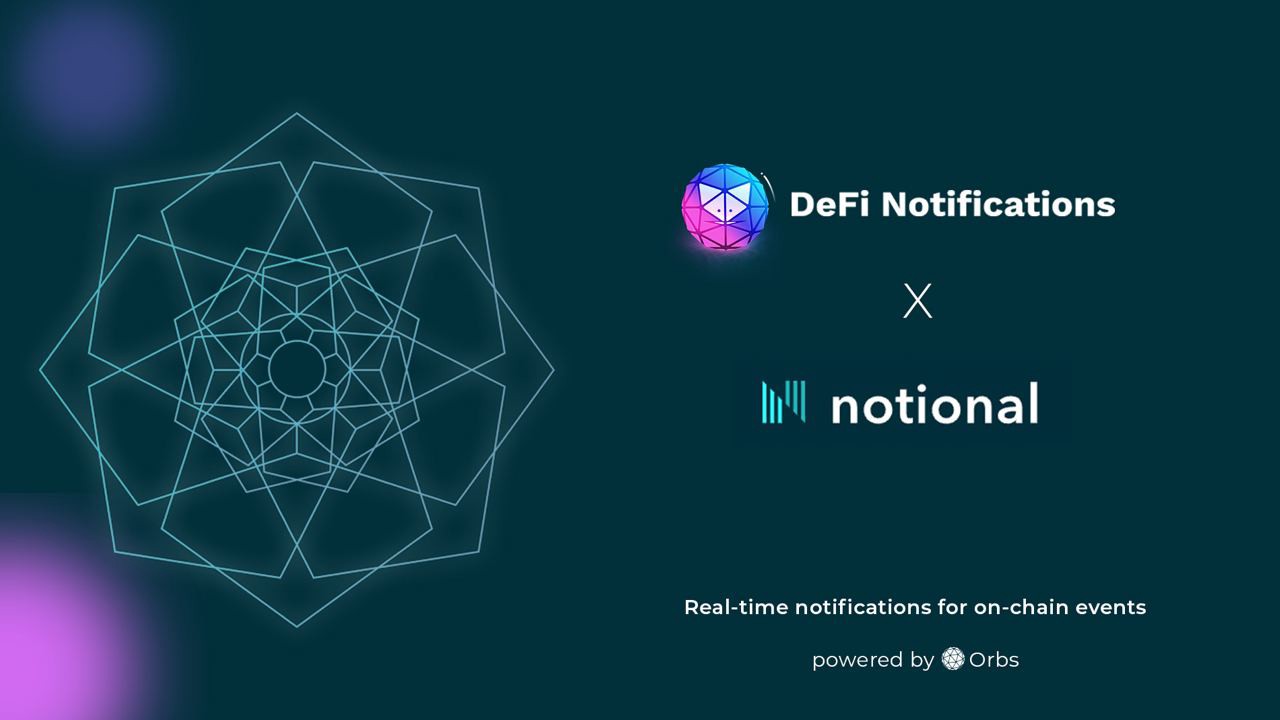 DeFi Notifications
X
notional
Real-time notifications for on-chain events
powered by Orbs